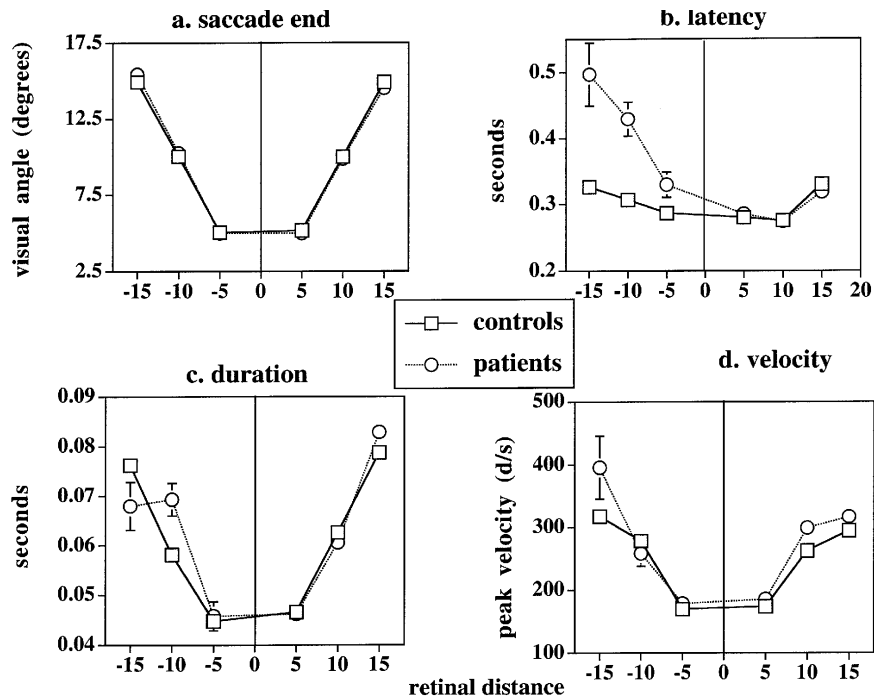 a. saccade end
17.5
12.5
7.5
2.5
visual angle (degrees)
-15 -10 -5 0 5 10 15
b. latency
0.5
0.4
0.3
0.2
seconds
-15 -10 -5 0 5 10 15 20
controls
patients
c. duration
0.09
0.08
0.07
0.06
0.05
0.04
seconds
-15 -10 -5 0 5 10 15
d. velocity
500
400
300
200
100
peak velocity (d/s)
-15 -10 -5 0 5 10 15
retinal distance